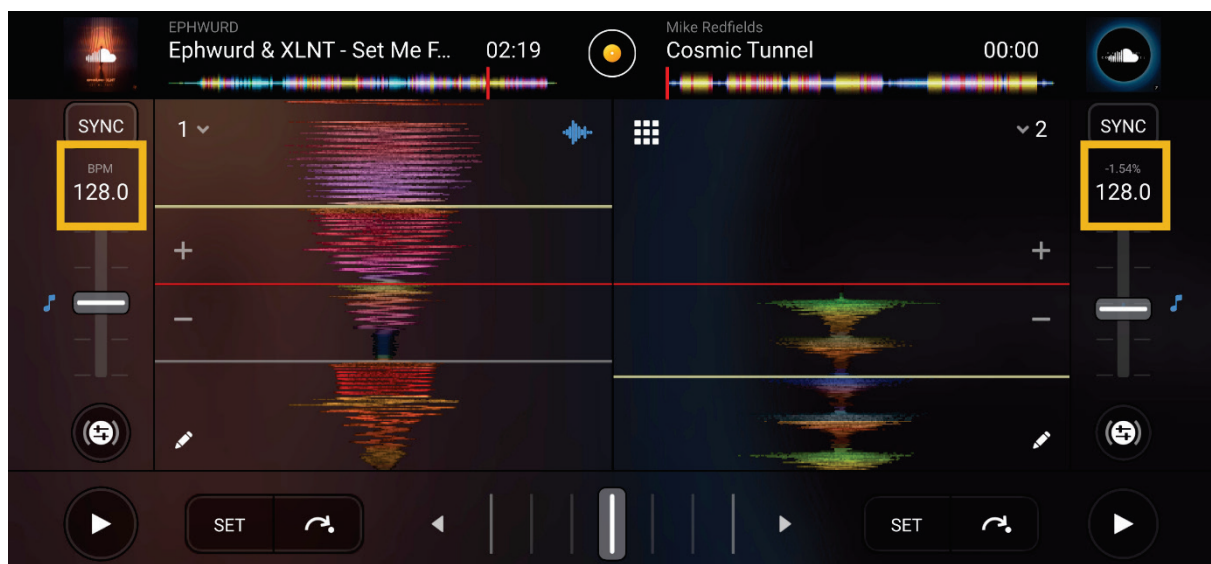 EPHWURD
Ephwurd & XLNT - Set Me F... 02:19
Mike Redfields
Cosmic Tunnel 00:00
SYNC
BPM
128.0
1
2
SYNC
-1.54%
128.0
+
−
+
−
SET
SET